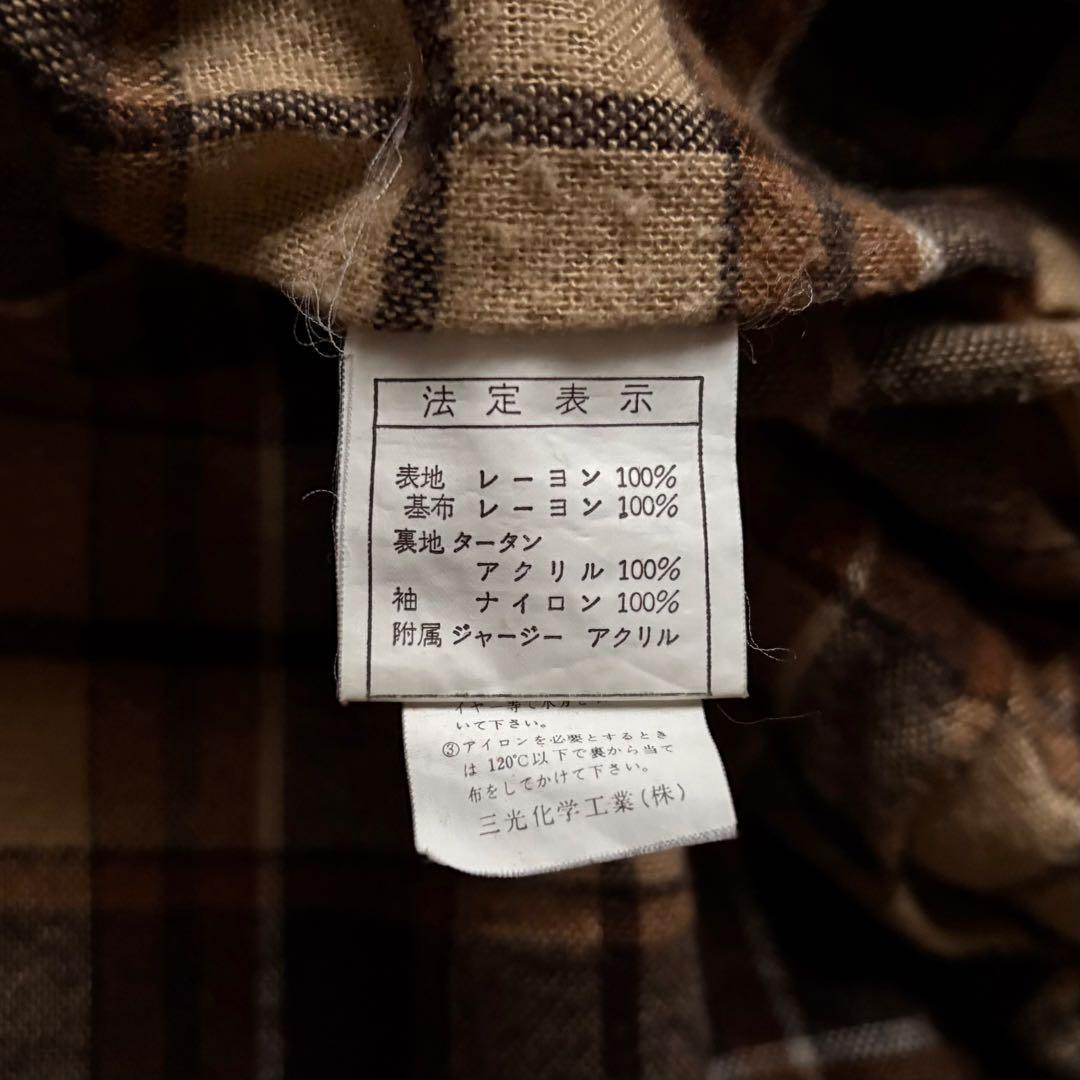 法定表示
表地 レーヨン 100%
基布 レーヨン 100%
裏地 タータン
アクリル 100%
袖 ナイロン 100%
附属 ジャージー アクリル
いて下さい。
③アイロンを必要とするとき
は 120℃以下で裏から当て
布をしてかけて下さい。
三光化学工業(株)